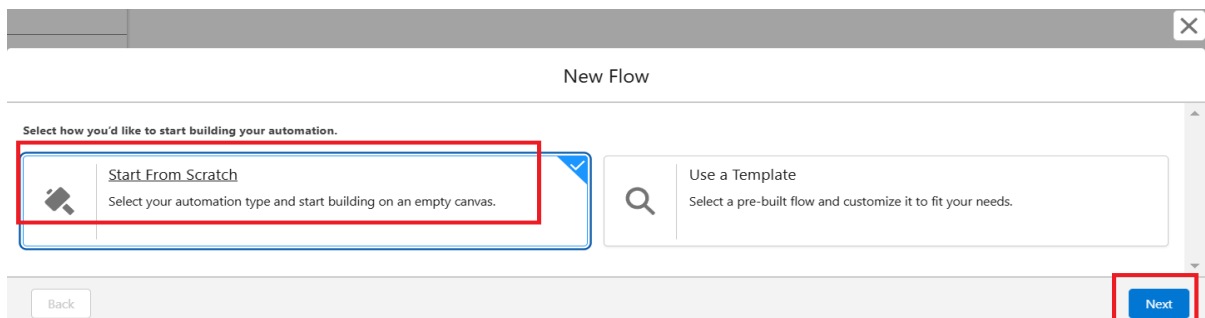 New Flow
Select how you'd like to start building your automation.
Start From Scratch
Select your automation type and start building on an empty canvas.
Use a Template
Select a pre-built flow and customize it to fit your needs.
Back
Next